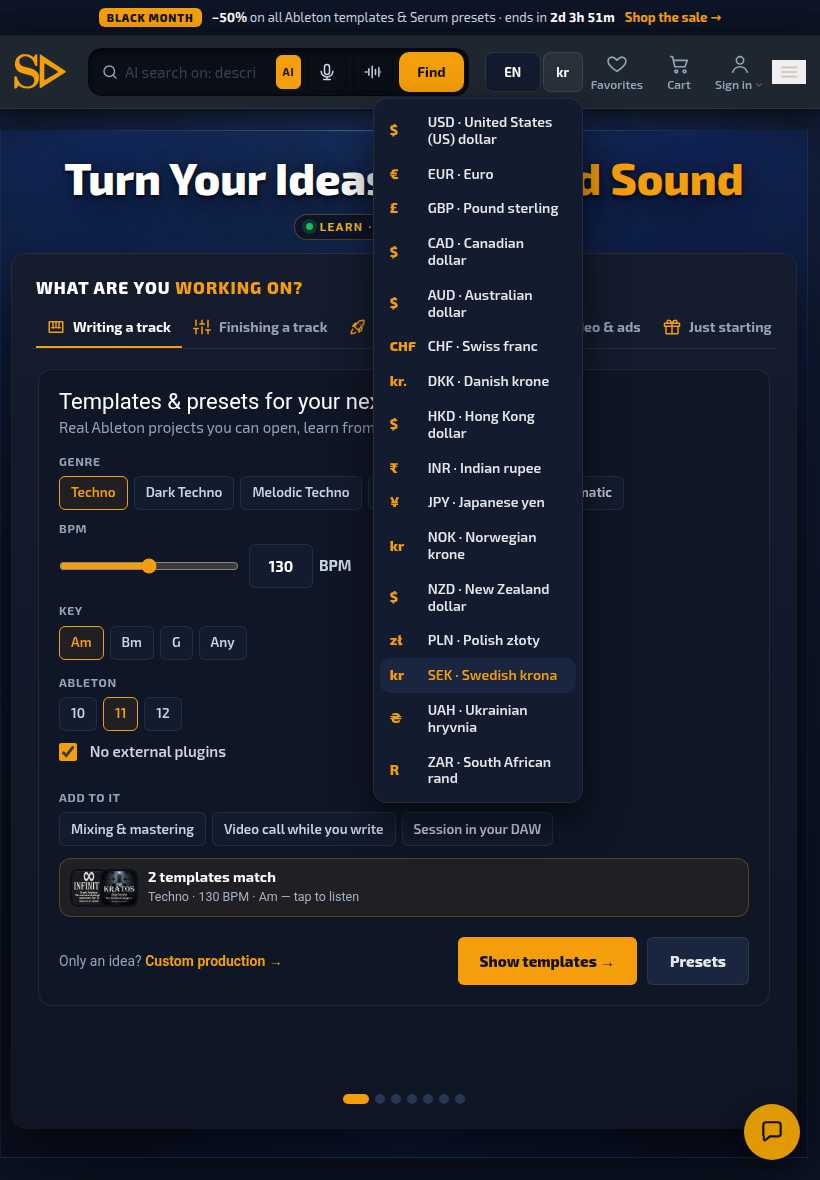 BLACK MONTH −50% on all Ableton templates & Serum presets · ends in 2d 3h 51m Shop the sale →
AI search on: descri
AI
Find
EN
kr
Favorites
Cart
Sign in
$ USD · United States
(US) dollar
€ EUR · Euro
£ GBP · Pound sterling
$ CAD · Canadian
dollar
$ AUD · Australian
dollar
CHF CHF · Swiss franc
kr. DKK · Danish krone
$ HKD · Hong Kong
dollar
₹ INR · Indian rupee
¥ JPY · Japanese yen
kr NOK · Norwegian
krone
$ NZD · New Zealand
dollar
zł PLN · Polish złoty
kr SEK · Swedish krona
₴ UAH · Ukrainian
hryvnia
R ZAR · South African
rand
Turn Your Ideas Sound
LEARN ·
WHAT ARE YOU WORKING ON?
Writing a track
Finishing a track
& ads
Just starting
Templates & presets for your
Real Ableton projects you can open, learn from
GENRE
Techno
Dark Techno
Melodic Techno
BPM
130 BPM
KEY
Am
Bm
G
Any
ABLETON
10
11
12
No external plugins
ADD TO IT
Mixing & mastering
Video call while you write
Session in your DAW
INFINIT
KRATOS
2 templates match
Techno · 130 BPM · Am — tap to listen
Only an idea? Custom production →
Show templates →
Presets